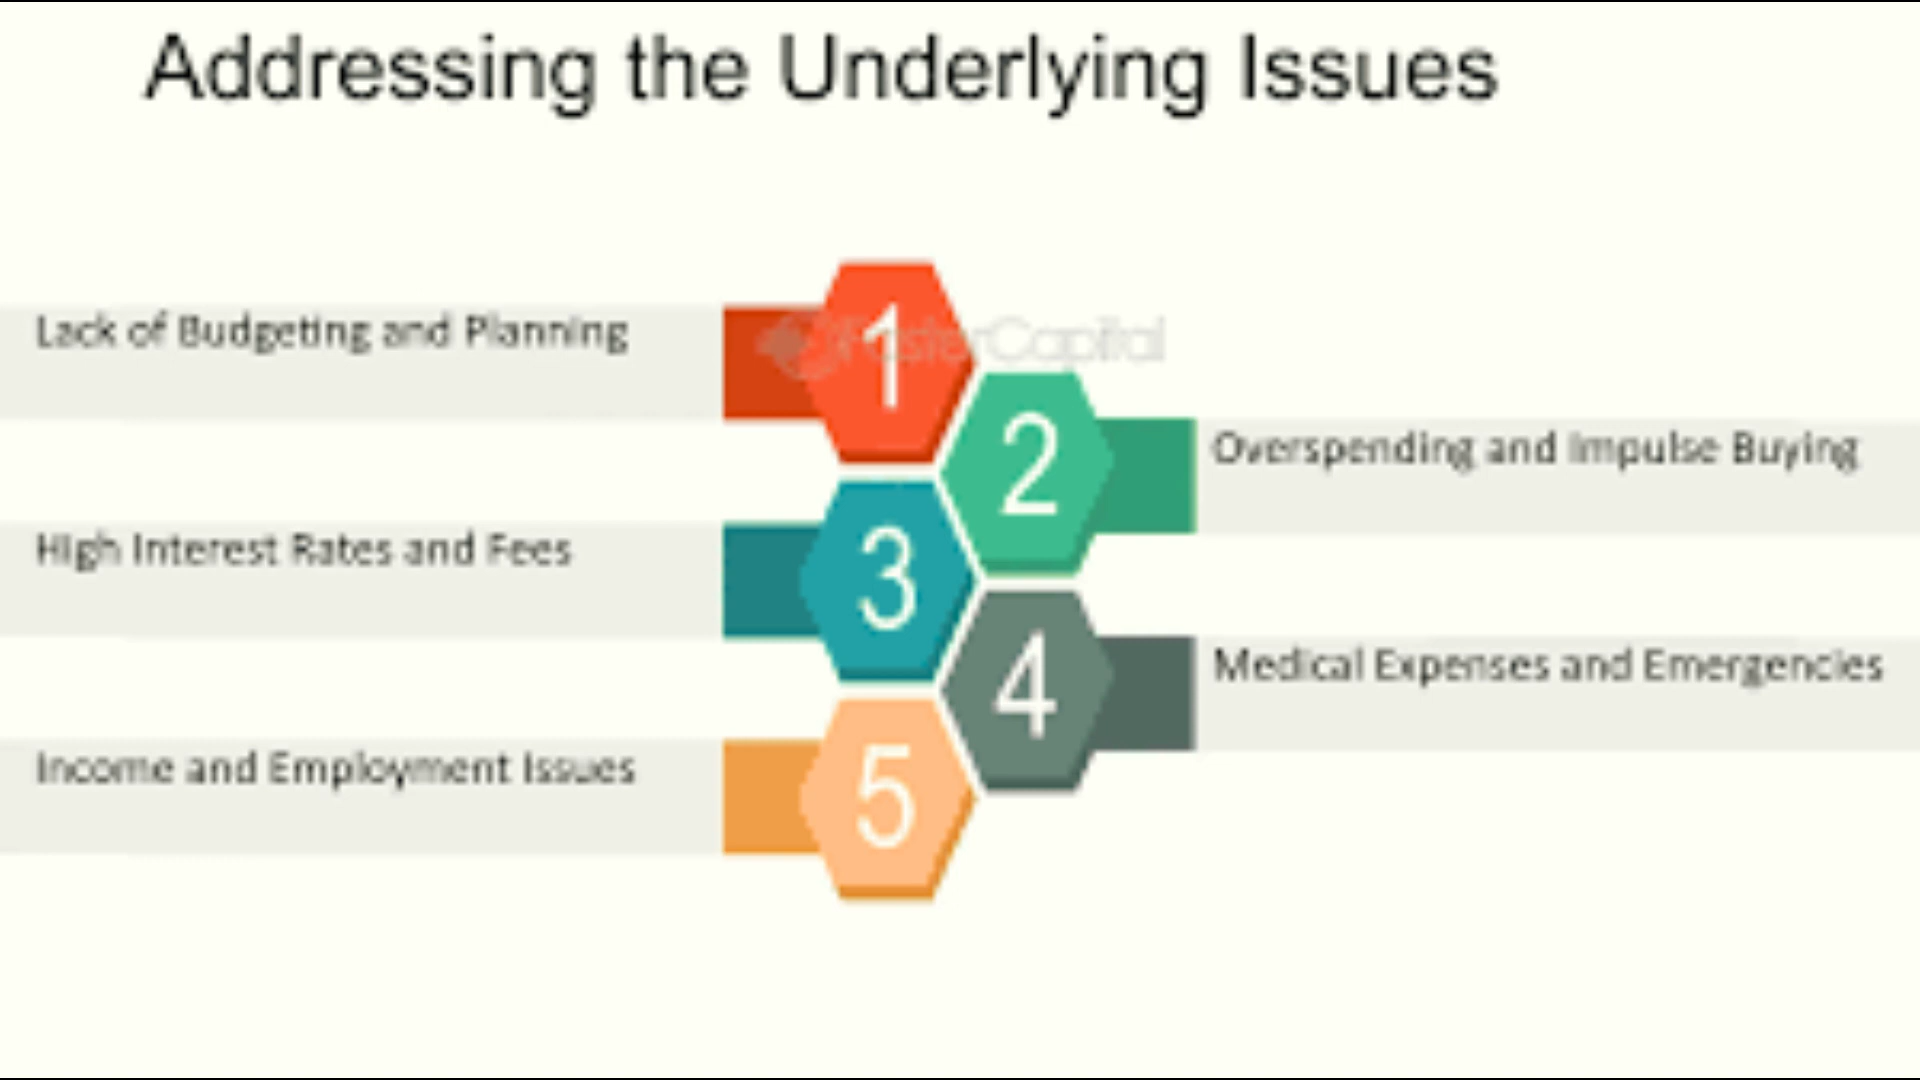 Addressing the Underlying Issues
1
Lack of Budgeting and Planning
FasterCapital
2
Overspending and Impulse Buying
3
High Interest Rates and Fees
4
Medical Expenses and Emergencies
5
Income and Employment Issues